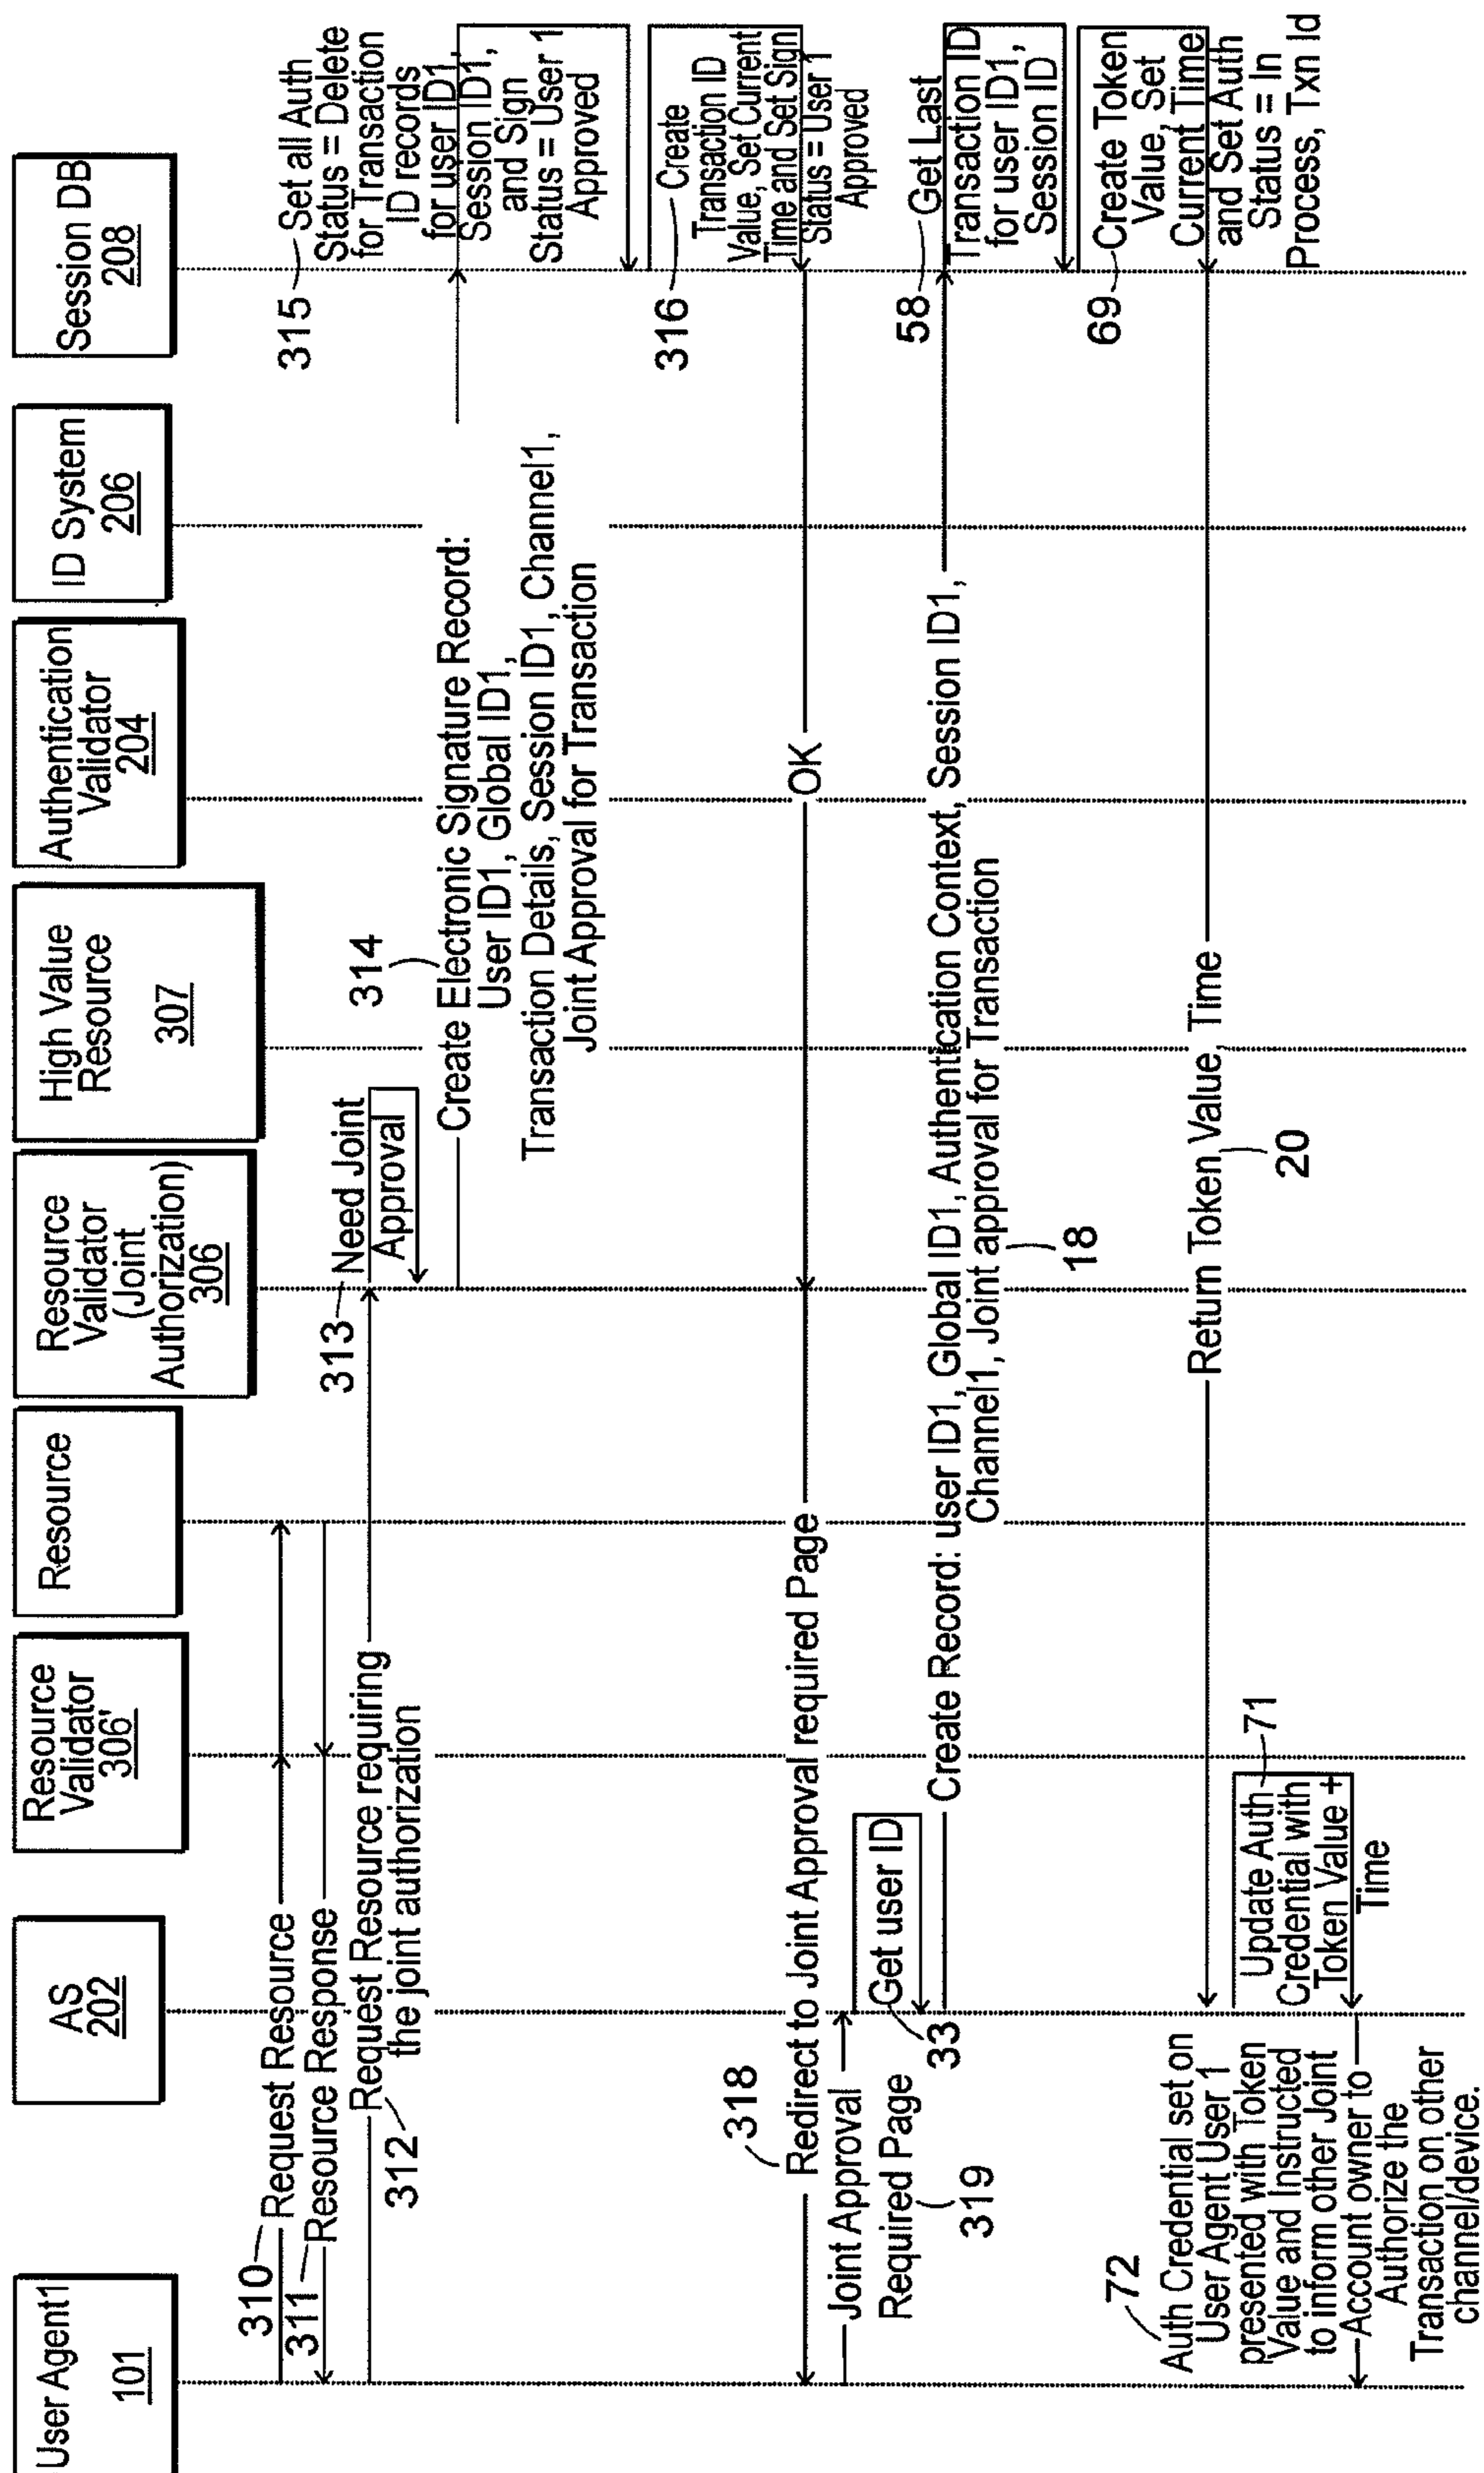 User Agent1
101
AS
202
Resource
Validator
306'
Resource
Resource
Validator
(Joint
Authorization)
306
High Value
Resource
307
Authentication
Validator
204
ID System
206
Session DB
208
310
Request Resource
311
Resource Response
Request Resource requiring
the joint authorization
312
313
Need Joint
Approval
314
Create Electronic Signature Record:
User ID1, Global ID1,
Transaction Details, Session ID1, Channel1,
Joint Approval for Transaction
315
Set all Auth
Status = Delete
for Transaction
ID records
for user ID1,
Session ID1,
and Sign
Status = User 1
Approved
316
Create
Transaction ID
Value, Set Current
Time and Set Sign
Status = User 1
Approved
OK
318
Redirect to Joint Approval required Page
Joint Approval
Required Page
319
Get user ID
33
Create Record: user ID1, Global ID1, Authentication Context, Session ID1,
Channel1, Joint approval for Transaction
18
58
Get Last
Transaction ID
for user ID1,
Session ID
69
Create Token
Value, Set
Current Time
and Set Auth
Status = In
Process, Txn Id
Return Token Value, Time
20
71
Update Auth
Credential with
Token Value +
Time
72
Auth Credential set on
User Agent User 1
presented with Token
Value and Instructed
to inform other Joint
Account owner to
Authorize the
Transaction on other
channel/device.